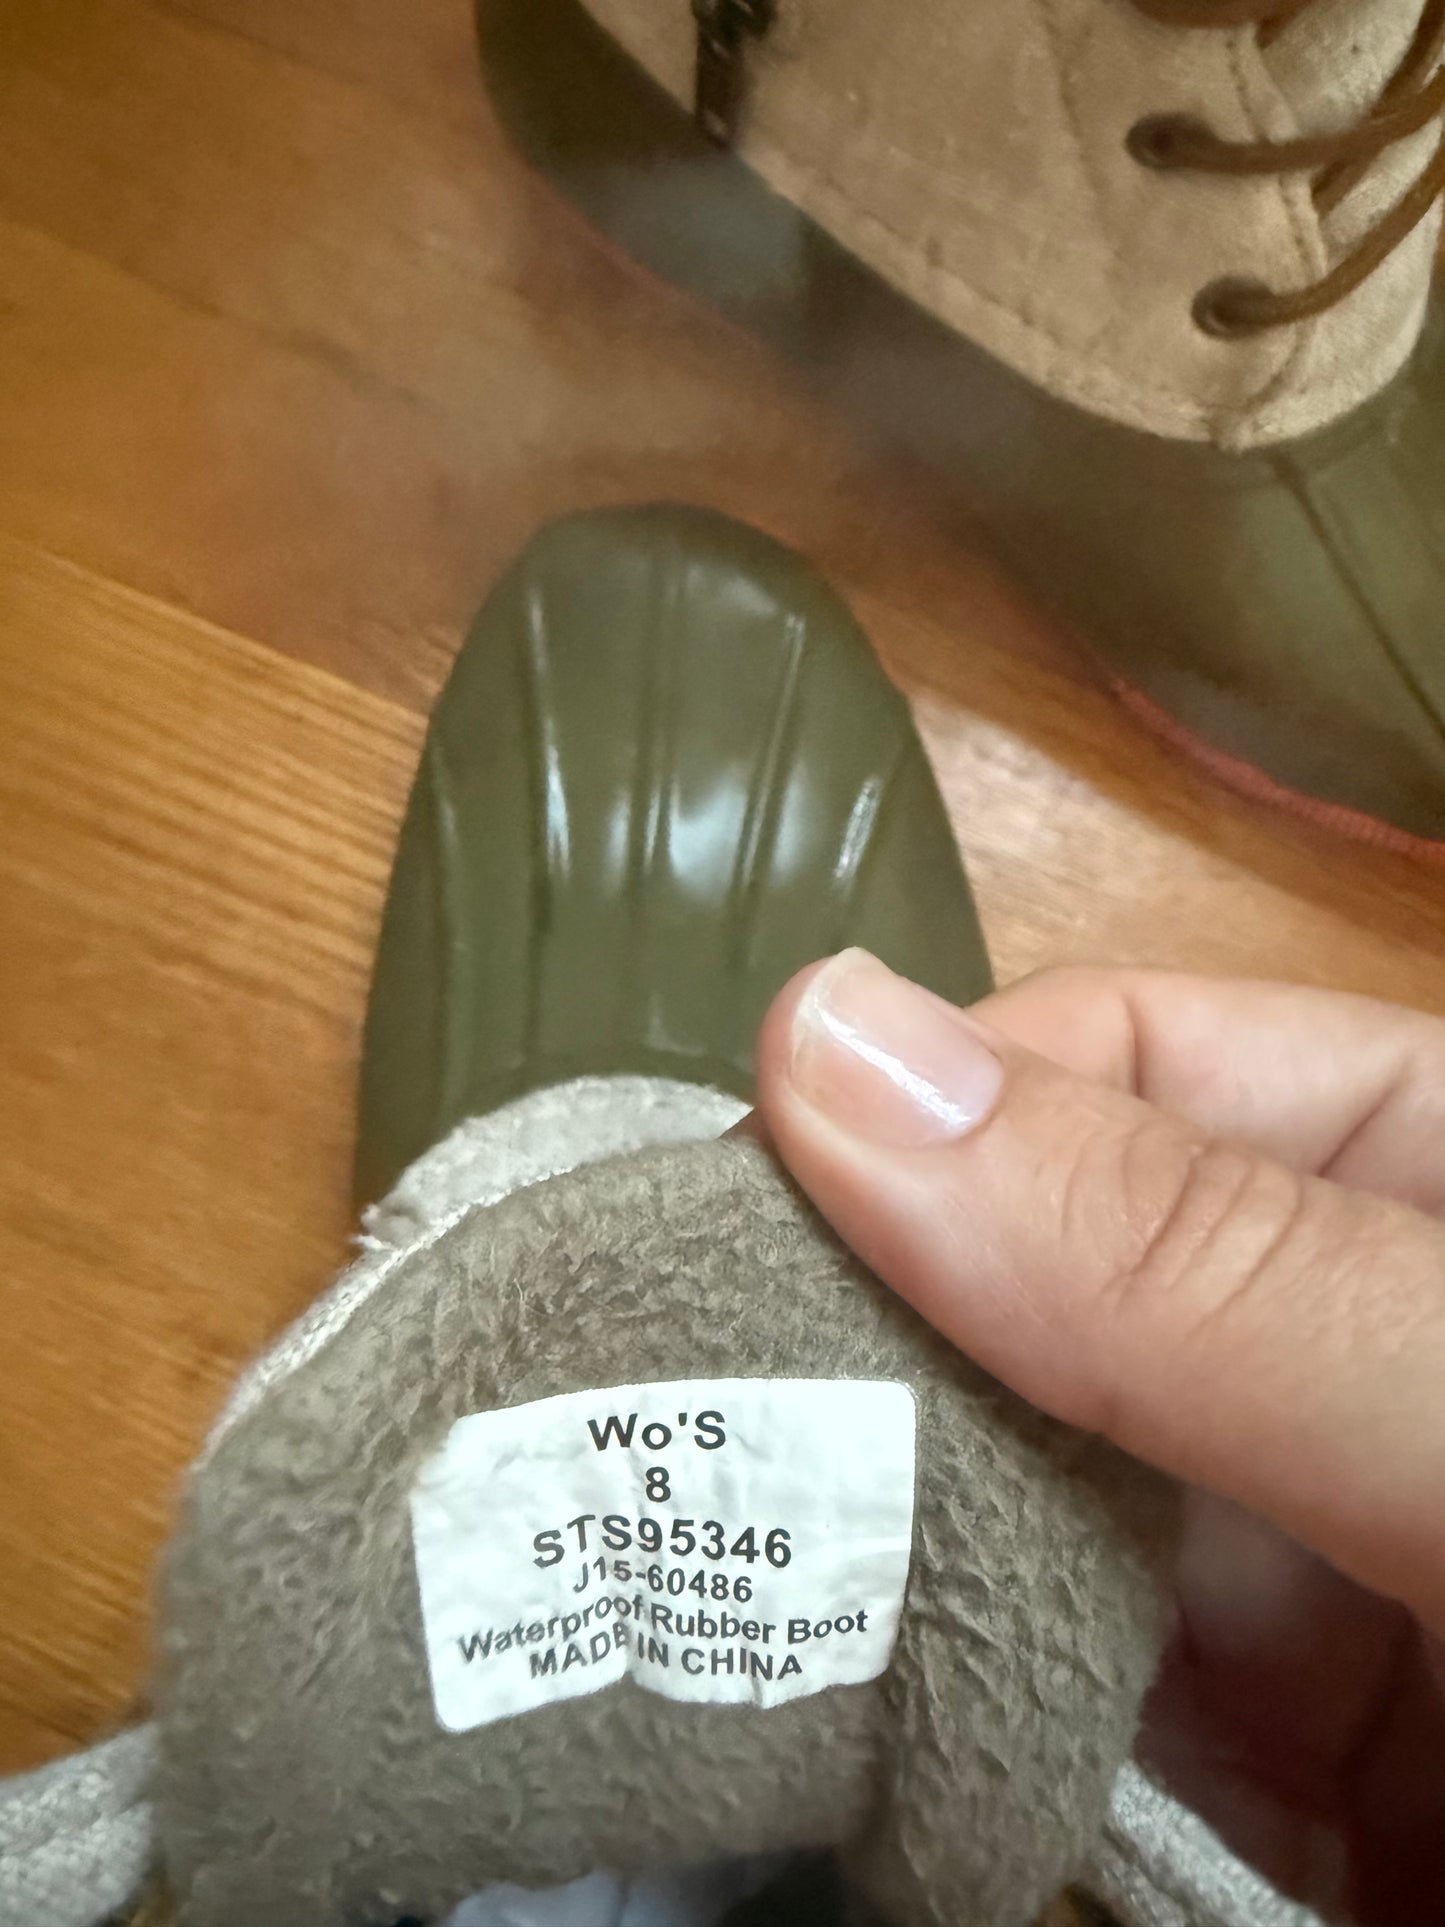 Wo'S
8
STS95346
J15-60486
Waterproof Rubber Boot
MADE IN CHINA